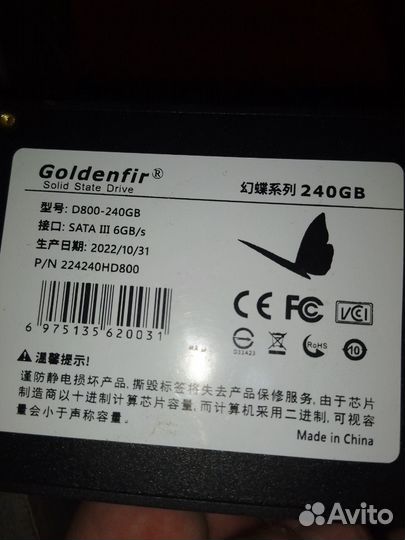 Goldenfir®
Solid State Drive
幻蝶系列 240GB
型号: D800-240GB
接口: SATA III 6GB/s
生产日期: 2022/10/31
P/N 224240HD800
6 975135 620031
CE FC VCI
D33423
RoHS
10
温馨提示!
谨防静电损坏产品, 撕毁标签将失去产品保修服务, 由于芯片
制造商以十进制计算芯片容量, 而计算机采用二进制, 可视容
量会小于声称容量.
Made in China
Avito